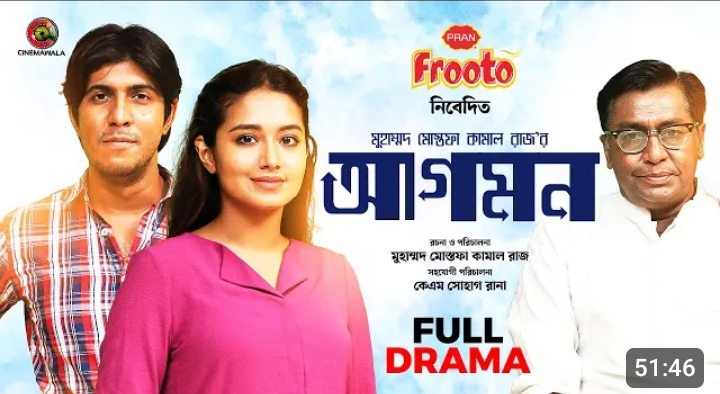 CINEMAWALA
PRAN
Frooto
নিবেদিত
মুহাম্মদ মোস্তফা কামাল রাজ'র
আগমন
রচনা ও পরিচালনা
মুহাম্মদ মোস্তফা কামাল রাজ
সহযোগী পরিচালনা
কেএম সোহাগ রানা
FULL
DRAMA
51:46